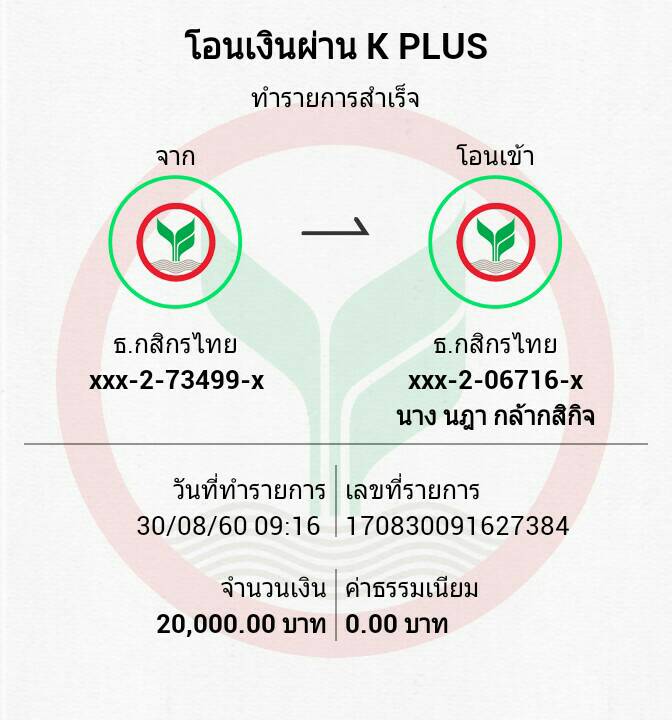 โอนเงินผ่าน K PLUS
ทำรายการสำเร็จ
จาก
โอนเข้า
ธ.กสิกรไทย
xxx-2-73499-x
ธ.กสิกรไทย
xxx-2-06716-x
นาง นฎา กล้ากสิกิจ
วันที่ทำรายการ
30/08/60 09:16
เลขที่รายการ
170830091627384
จำนวนเงิน
20,000.00 บาท
ค่าธรรมเนียม
0.00 บาท